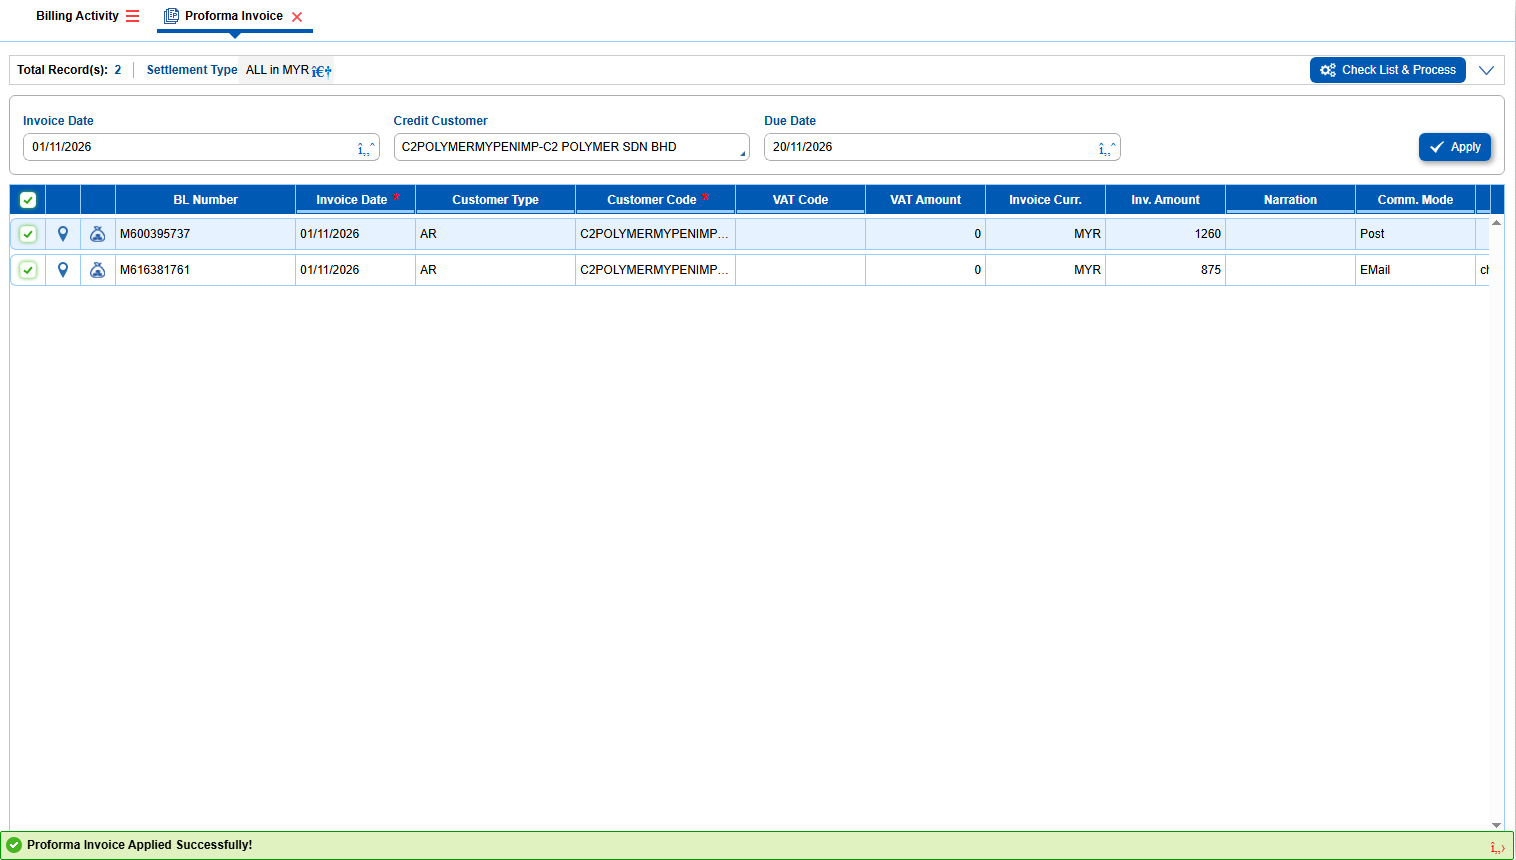 Billing Activity Proforma Invoice
Total Record(s): 2 Settlement Type ALL in MYR î€†
Check List & Process
Invoice Date Credit Customer Due Date
01/11/2026 C2POLYMERMYPENIMP-C2 POLYMER SDN BHD 20/11/2026 Apply
BL Number Invoice Date * Customer Type Customer Code * VAT Code VAT Amount Invoice Curr. Inv. Amount Narration Comm. Mode
M600395737 01/11/2026 AR C2POLYMERMYPENIMP... 0 MYR 1260 Post
M616381761 01/11/2026 AR C2POLYMERMYPENIMP... 0 MYR 875 EMail
Proforma Invoice Applied Successfully!